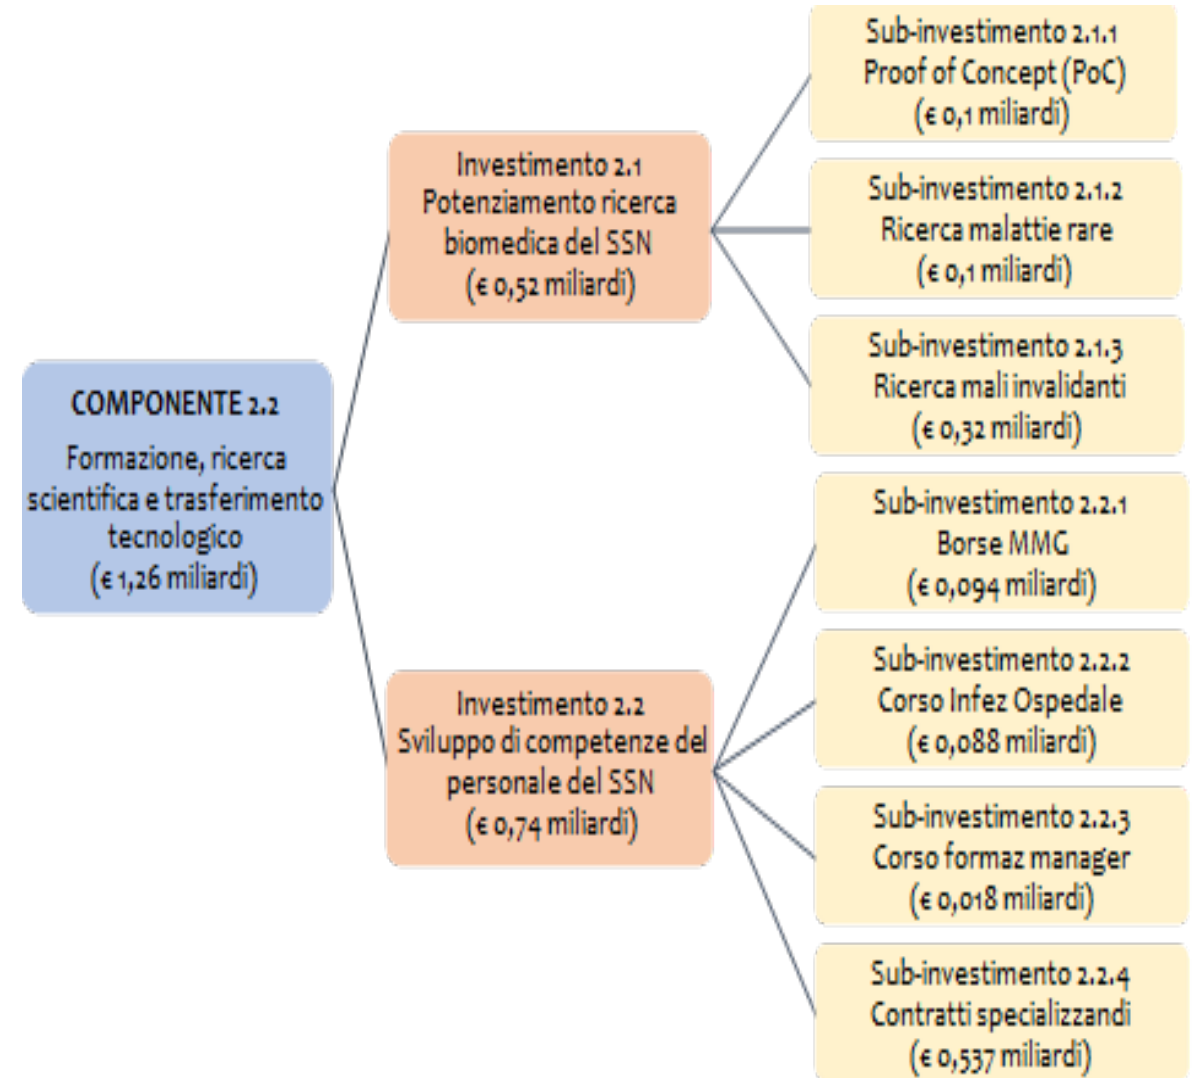 COMPONENTE 2.2
Formazione, ricerca
scientifica e trasferimento
tecnologico
(€ 1,26 miliardi)
Investimento 2.1
Potenziamento ricerca
biomedica del SSN
(€ 0,52 miliardi)
Sub-investimento 2.1.1
Proof of Concept (PoC)
(€ 0,1 miliardi)
Sub-investimento 2.1.2
Ricerca malattie rare
(€ 0,1 miliardi)
Sub-investimento 2.1.3
Ricerca mali invalidanti
(€ 0,32 miliardi)
Investimento 2.2
Sviluppo di competenze del
personale del SSN
(€ 0,74 miliardi)
Sub-investimento 2.2.1
Borse MMG
(€ 0,094 miliardi)
Sub-investimento 2.2.2
Corso Infez Ospedale
(€ 0,088 miliardi)
Sub-investimento 2.2.3
Corso formaz manager
(€ 0,018 miliardi)
Sub-investimento 2.2.4
Contratti specializzandi
(€ 0,537 miliardi)